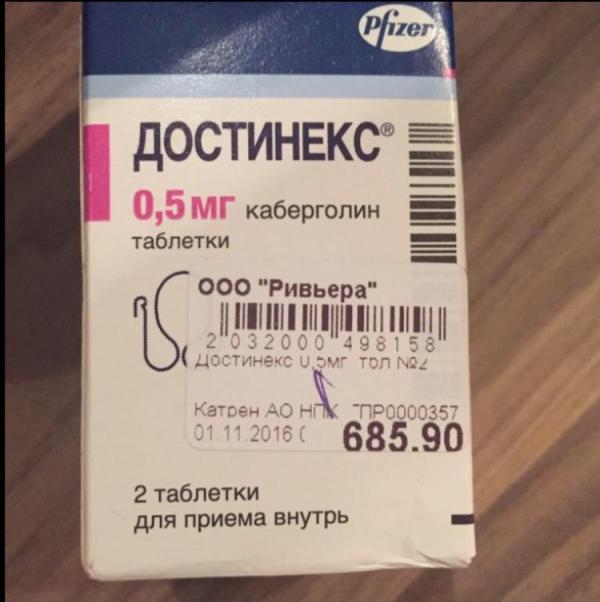 Pfizer
ДОСТИНЕКС®
0,5 мг каберголин
таблетки
ООО "Ривьера"
2 032000 498158
Достинекс 0,5мг тбл №2
Катрен АО НПК ПР0000357
01.11.2016 685.90
2 таблетки
для приема внутрь